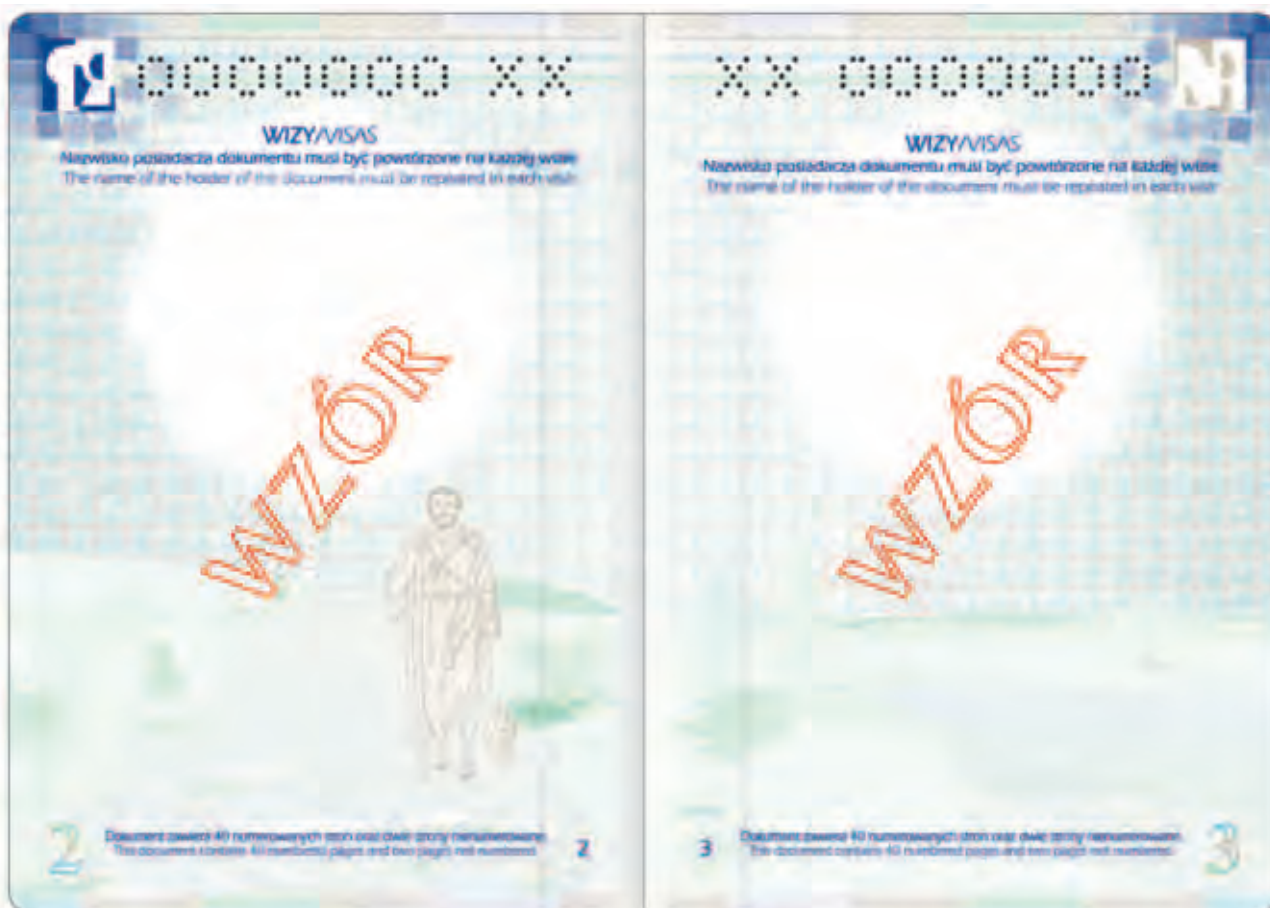 0000000 XX
WIZY/VISAS
Nazwisko posiadacza dokumentu musi być powtórzone na każdej wizie
The name of the holder of the document must be repeated in each visa
WZÓR
2
Dokument zawiera 40 numerowanych stron oraz dwie strony nienumerowane
This document contains 40 numbered pages and two pages not numbered
2
XX 0000000
WIZY/VISAS
Nazwisko posiadacza dokumentu musi być powtórzone na każdej wizie
The name of the holder of the document must be repeated in each visa
WZÓR
3
Dokument zawiera 40 numerowanych stron oraz dwie strony nienumerowane
This document contains 40 numbered pages and two pages not numbered
3